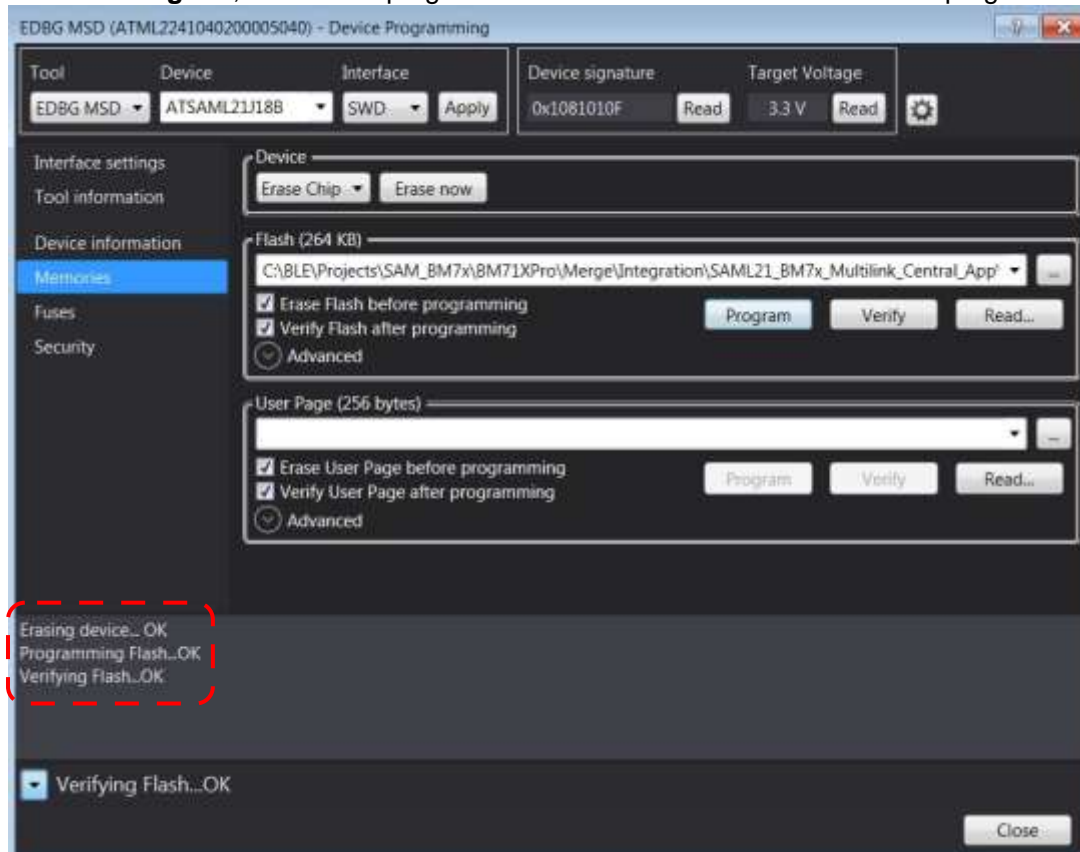 EDBG MSD (ATML2241040200005040) - Device Programming
Tool Device Interface Device signature Target Voltage
EDBG MSD ATSAML21J18B SWD Apply 0x1081010F Read 3.3 V Read
Interface settings
Tool information
Device information
Memories
Fuses
Security
Device
Erase Chip Erase now
Flash (264 KB)
C:\BLE\Projects\SAM_BM7x\BM71XPro\Merge\Integration\SAML21_BM7x_Multilink_Central_App\ ...
Erase Flash before programming
Verify Flash after programming
Program Verify Read...
Advanced
User Page (256 bytes)
...
Erase User Page before programming
Verify User Page after programming
Program Verify Read...
Advanced
Erasing device... OK
Programming Flash...OK
Verifying Flash...OK
Verifying Flash...OK
Close